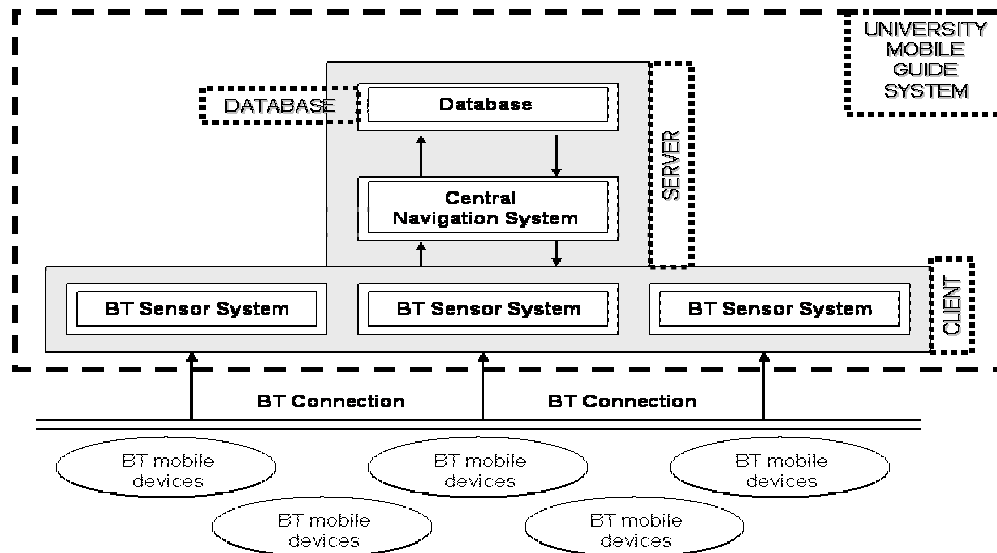 UNIVERSITY
MOBILE
GUIDE
SYSTEM
DATABASE
Database
SERVER
Central
Navigation System
CLIENT
BT Sensor System
BT Sensor System
BT Sensor System
BT Connection
BT Connection
BT mobile
devices
BT mobile
devices
BT mobile
devices
BT mobile
devices
BT mobile
devices